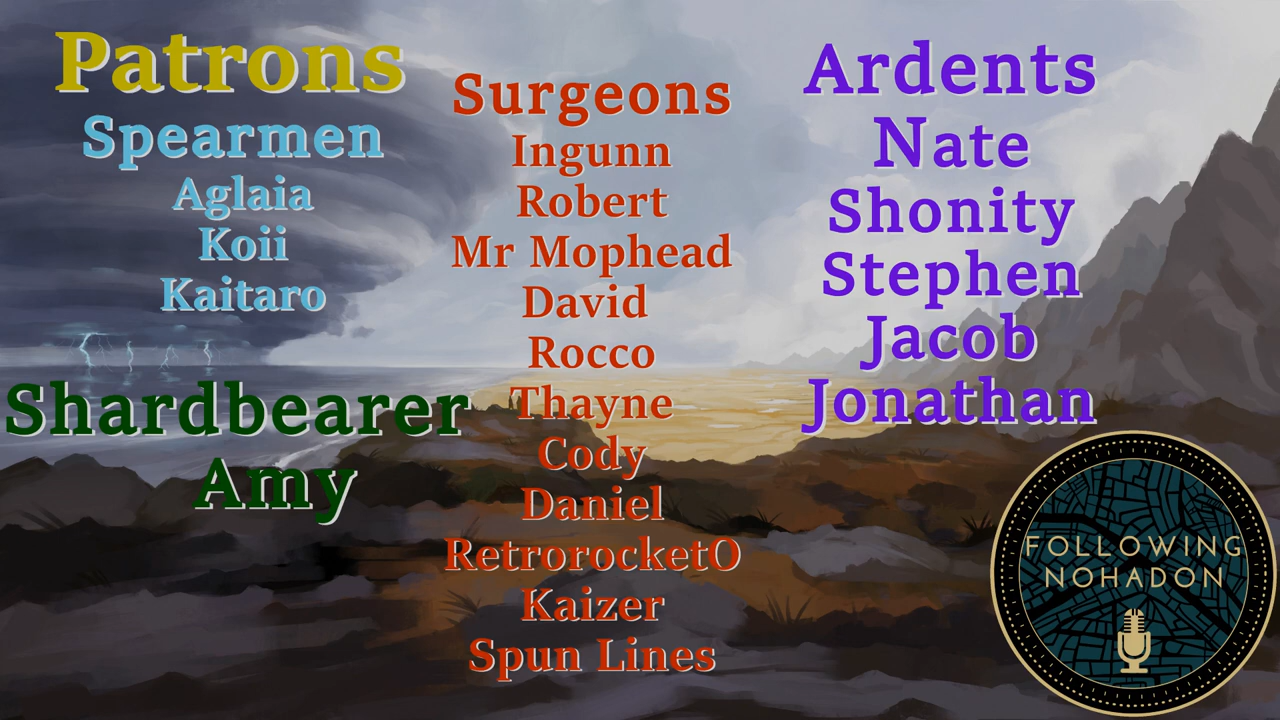 Patrons
Spearmen
Aglaia
Koii
Kaitaro
Shardbearer
Amy
Surgeons
Ingunn
Robert
Mr Mophead
David
Rocco
Thayne
Cody
Daniel
RetrorocketO
Kaizer
Spun Lines
Ardents
Nate
Shonity
Stephen
Jacob
Jonathan
FOLLOWING
NOHADON